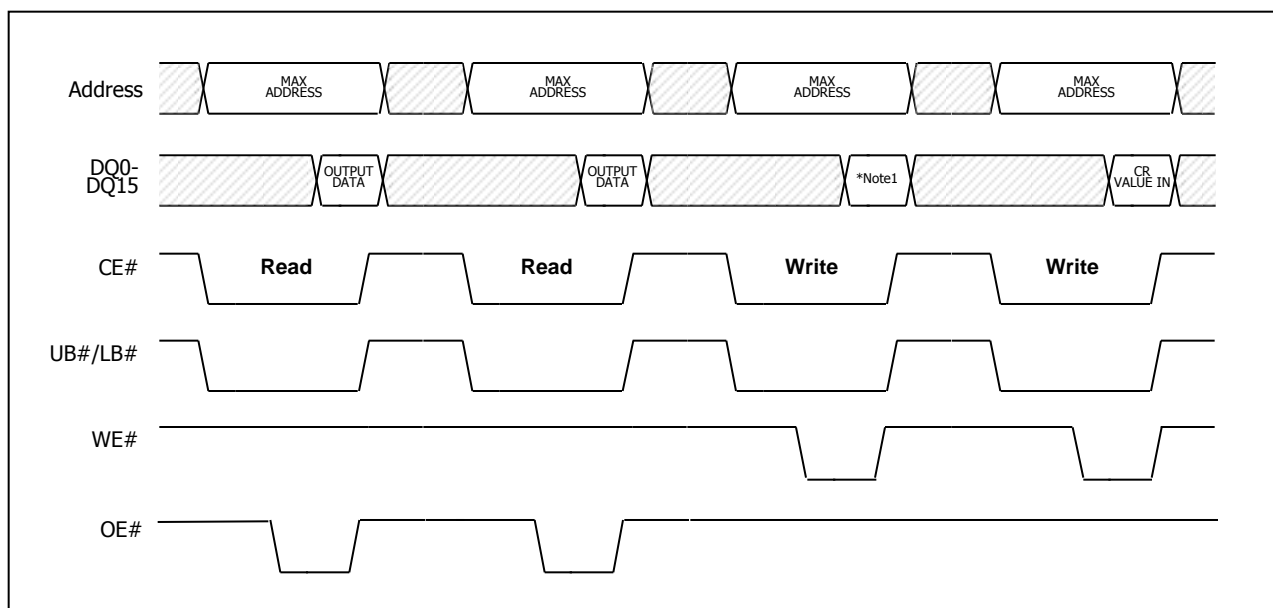 Address
MAX
ADDRESS
MAX
ADDRESS
MAX
ADDRESS
MAX
ADDRESS
DQ0-
DQ15
OUTPUT
DATA
OUTPUT
DATA
*Note1
CR
VALUE IN
CE#
Read
Read
Write
Write
UB#/LB#
WE#
OE#